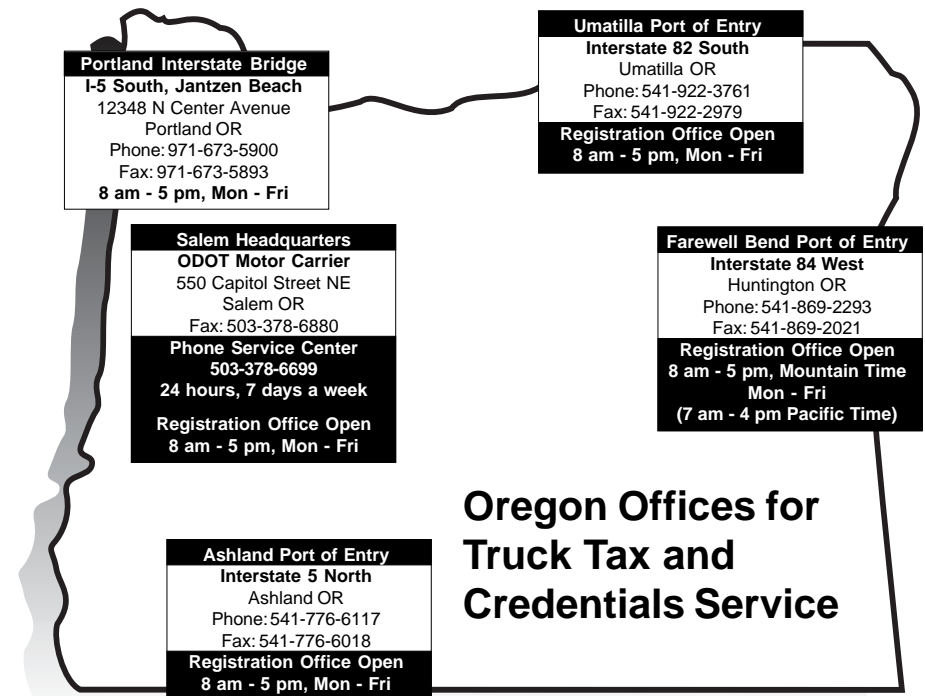 Portland Interstate Bridge
I-5 South, Jantzen Beach
12348 N Center Avenue
Portland OR
Phone: 971-673-5900
Fax: 971-673-5893
8 am - 5 pm, Mon - Fri
Umatilla Port of Entry
Interstate 82 South
Umatilla OR
Phone: 541-922-3761
Fax: 541-922-2979
Registration Office Open
8 am - 5 pm, Mon - Fri
Salem Headquarters
ODOT Motor Carrier
550 Capitol Street NE
Salem OR
Fax: 503-378-6880
Phone Service Center
503-378-6699
24 hours, 7 days a week
Registration Office Open
8 am - 5 pm, Mon - Fri
Farewell Bend Port of Entry
Interstate 84 West
Huntington OR
Phone: 541-869-2293
Fax: 541-869-2021
Registration Office Open
8 am - 5 pm, Mountain Time
Mon - Fri
(7 am - 4 pm Pacific Time)
Oregon Offices for
Truck Tax and
Credentials Service
Ashland Port of Entry
Interstate 5 North
Ashland OR
Phone: 541-776-6117
Fax: 541-776-6018
Registration Office Open
8 am - 5 pm, Mon - Fri